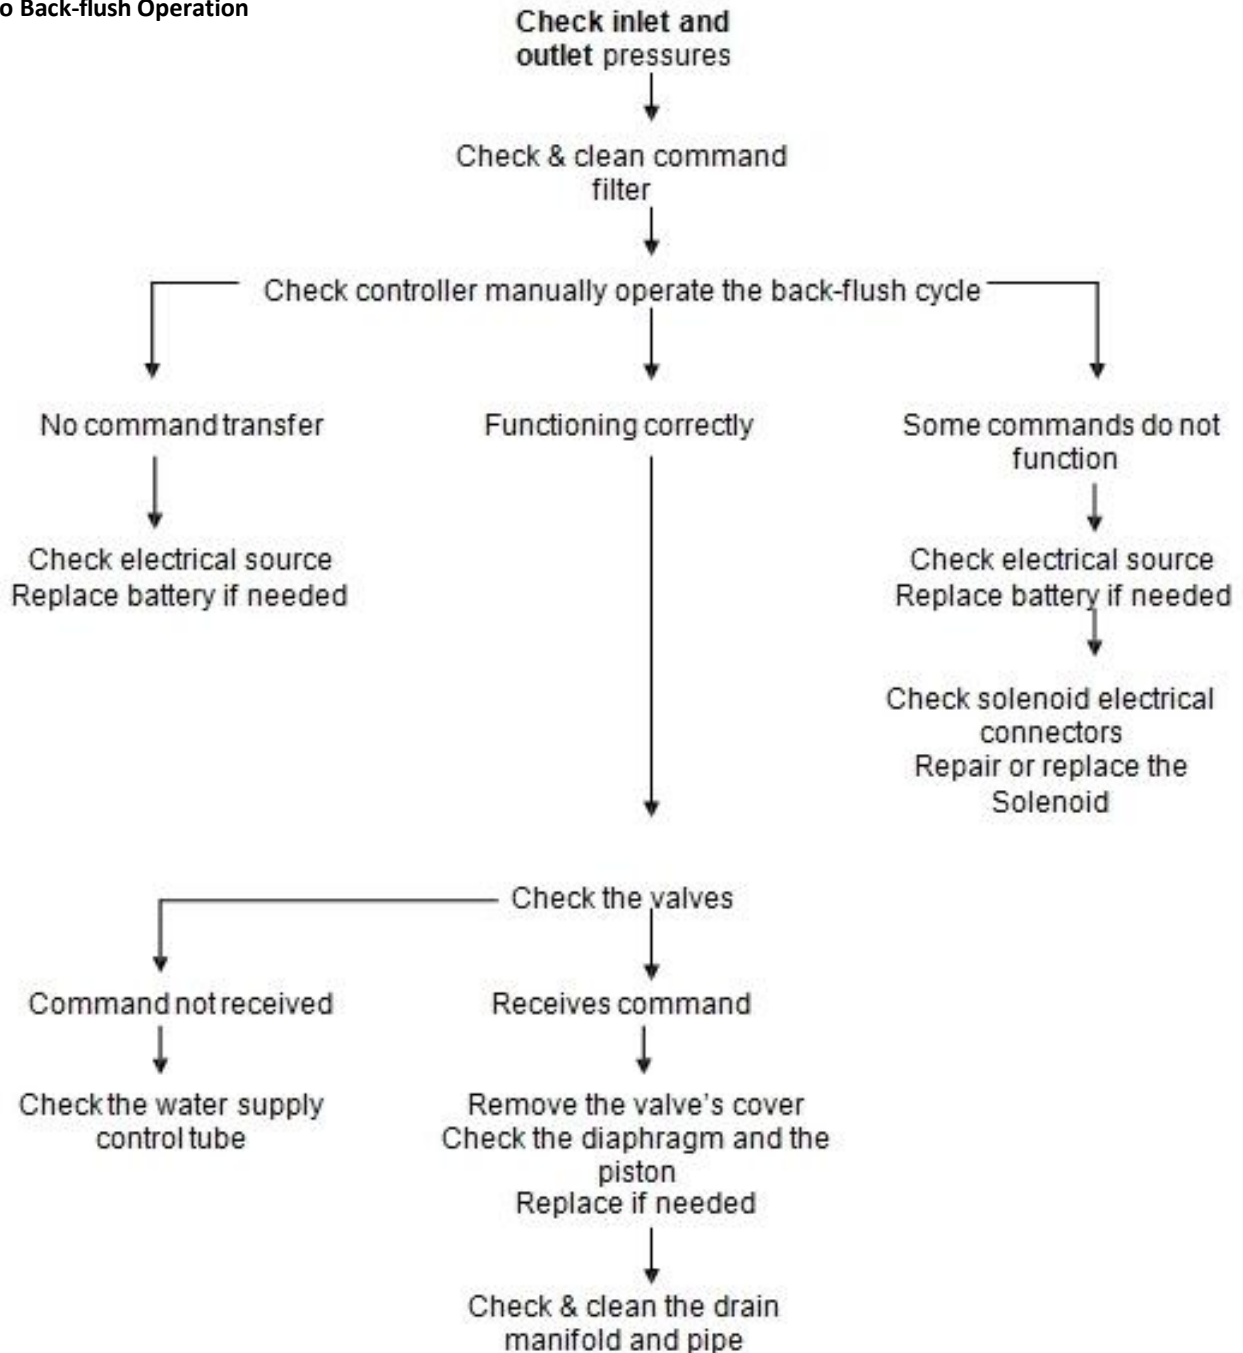 o Back-flush Operation
Check inlet and
outlet pressures
Check & clean command
filter
Check controller manually operate the back-flush cycle
No command transfer
Functioning correctly
Some commands do not
function
Check electrical source
Replace battery if needed
Check electrical source
Replace battery if needed
Check solenoid electrical
connectors
Repair or replace the
Solenoid
Check the valves
Command not received
Receives command
Check the water supply
control tube
Remove the valve's cover
Check the diaphragm and the
piston
Replace if needed
Check & clean the drain
manifold and pipe